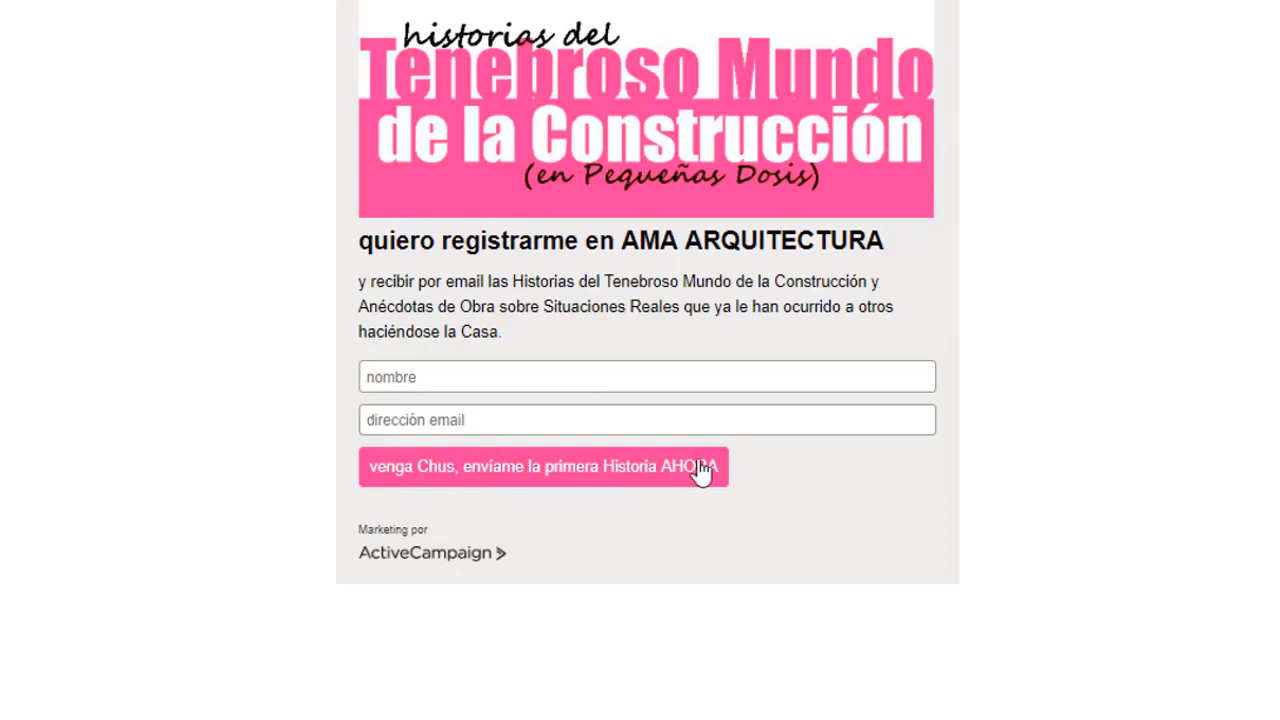 historias del
Tenebroso Mundo
de la Construcción
(en Pequeñas Dosis)
quiero registrarme en AMA ARQUITECTURA
y recibir por email las Historias del Tenebroso Mundo de la Construcción y
Anécdotas de Obra sobre Situaciones Reales que ya le han ocurrido a otros
haciéndose la Casa.
nombre
dirección email
venga Chus, envíame la primera Historia AHORA
Marketing por
ActiveCampaign >